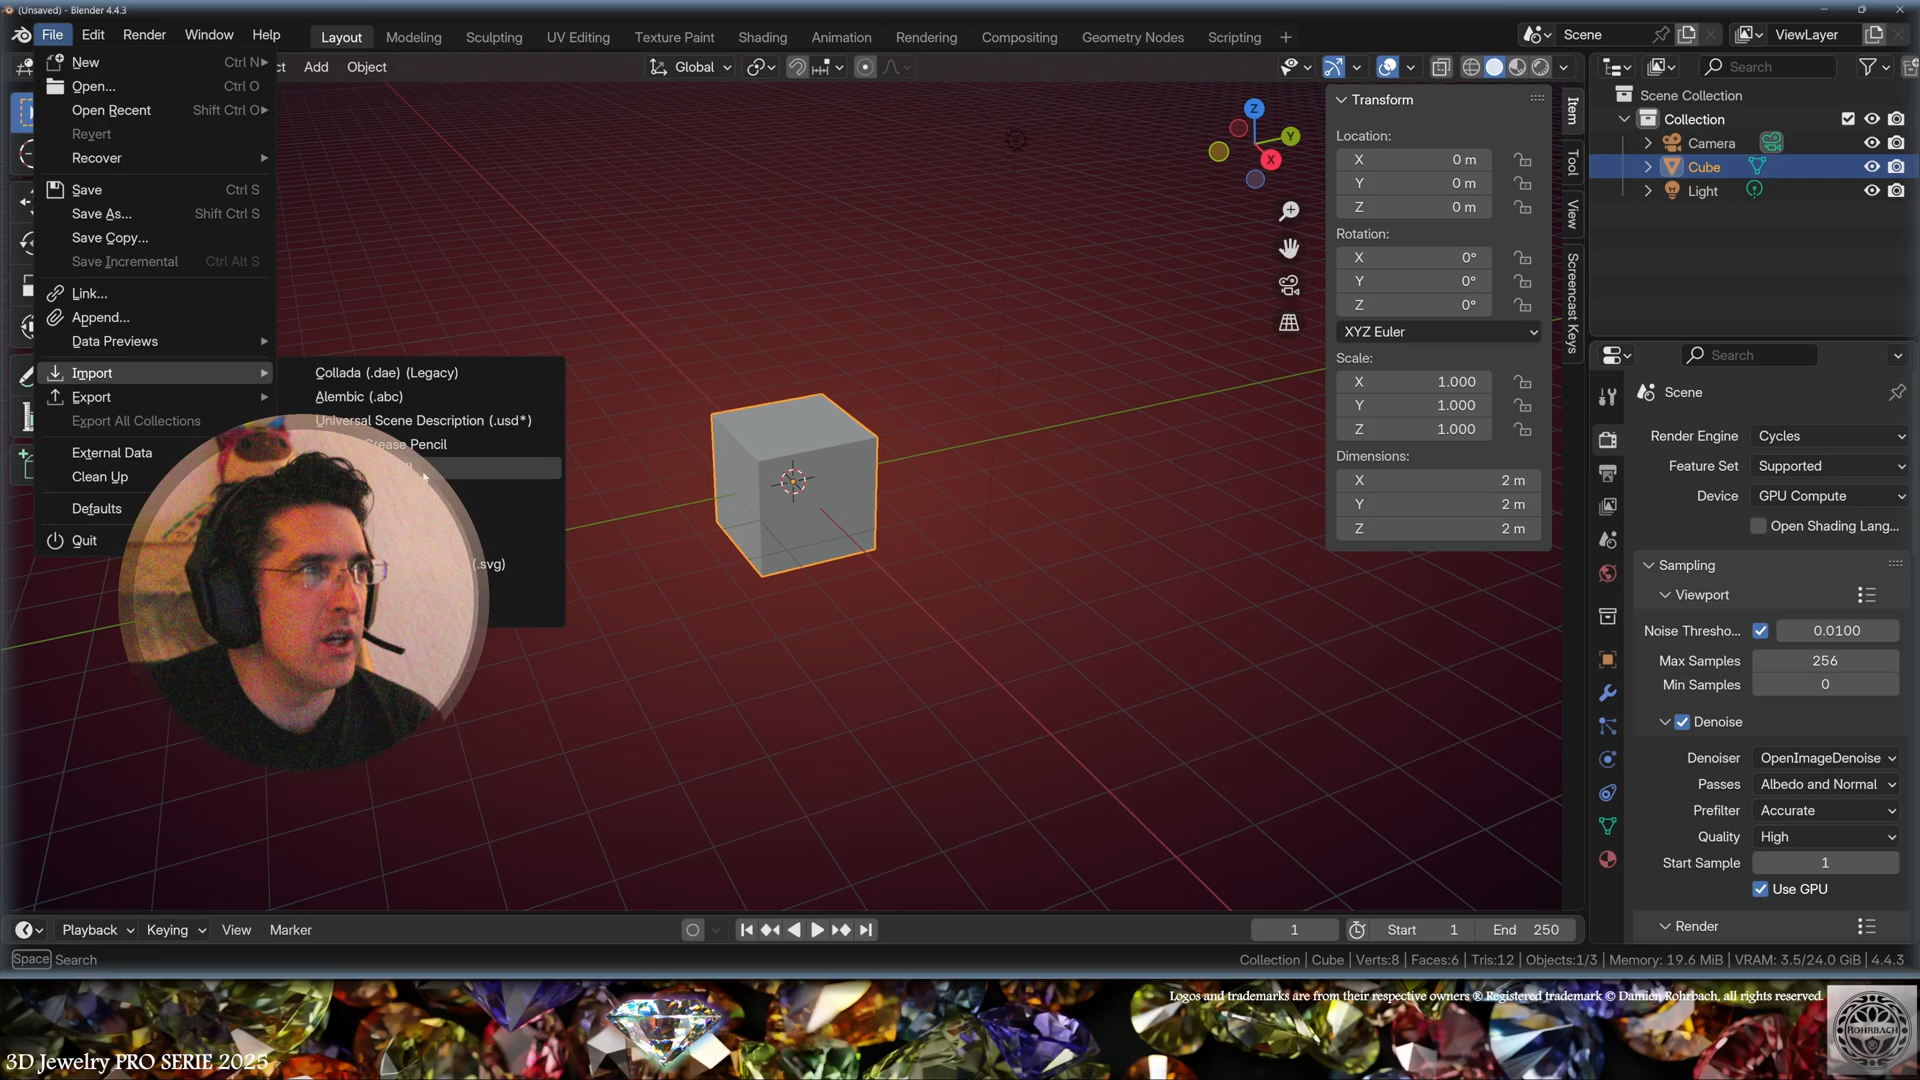 (Unsaved) - Blender 4.4.3
File Edit Render Window Help
Layout Modeling Sculpting UV Editing Texture Paint Shading Animation Rendering Compositing Geometry Nodes Scripting +
Scene
ViewLayer
Add Object
Global
Search
New Ctrl N
Open... Ctrl O
Open Recent Shift Ctrl O
Revert
Recover
Save Ctrl S
Save As... Shift Ctrl S
Save Copy...
Save Incremental Ctrl Alt S
Link...
Append...
Data Previews
Import
Export
Export All Collections
External Data
Clean Up
Defaults
Quit
Collada (.dae) (Legacy)
Alembic (.abc)
Universal Scene Description (.usd*)
Grease Pencil
(.svg)
Z
Y
X
Transform
Location:
X 0 m
Y 0 m
Z 0 m
Rotation:
X 0°
Y 0°
Z 0°
XYZ Euler
Scale:
X 1.000
Y 1.000
Z 1.000
Dimensions:
X 2 m
Y 2 m
Z 2 m
Item
Tool
View
Screencast Keys
Scene Collection
Collection
Camera
Cube
Light
Search
Scene
Render Engine Cycles
Feature Set Supported
Device GPU Compute
Open Shading Lang...
Sampling
Viewport
Noise Thresho... 0.0100
Max Samples 256
Min Samples 0
Denoise
Denoiser OpenImageDenoise
Passes Albedo and Normal
Prefilter Accurate
Quality High
Start Sample 1
Use GPU
Render
Playback Keying View Marker
1 Start 1 End 250
Space Search
Collection | Cube | Verts:8 | Faces:6 | Tris:12 | Objects:1/3 | Memory: 19.6 MiB | VRAM: 3.5/24.0 GiB | 4.4.3
Logos and trademarks are from their respective owners ® Registered trademark © Damien Rohrbach, all rights reserved.
ROHRBACH
3D Jewelry PRO SERIE 2025